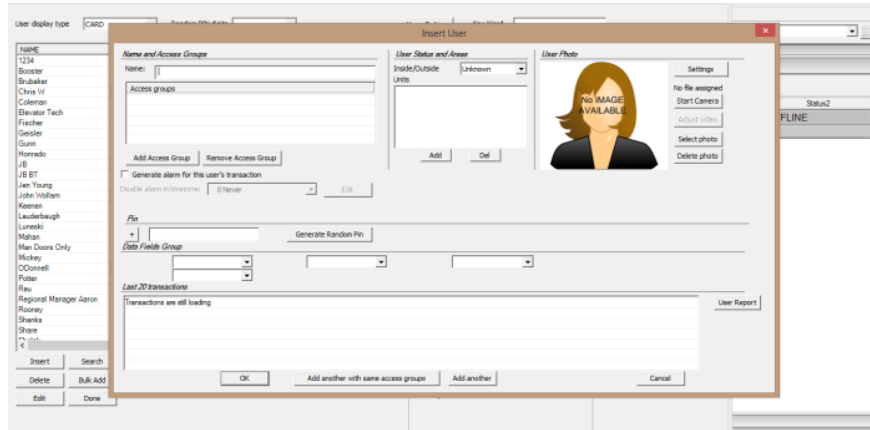 User display type CARD
Insert User
NAME
1234
Booster
Brubaker
Chris W
Coleman
Elevator Tech
Fischer
Geisler
Gunn
Honrado
JB
JB BT
Jen Young
John Wollam
Keenen
Lauderbaugh
Luneski
Mahan
Man Doors Only
Mickey
ODonnell
Potter
Rau
Regional Manager Aaron
Rooney
Shanks
Share
Insert Search
Delete Bulk Add
Edit Done
Name and Access Groups
Name:
Access groups
Add Access Group Remove Access Group
Generate alarm for this user's transaction
Disable alarm in timezone: 0 Never Edit
User Status and Areas
Inside/Outside Unknown
Units
Add Del
User Photo
No IMAGE
AVAILABLE
Settings
No file assigned
Start Camera
Adjust video
Select photo
Delete photo
Pin
+ Generate Random Pin
Data Fields Group
Last 20 transactions
Transactions are still loading
User Report
OK Add another with same access groups Add another Cancel
Status2
FLINE